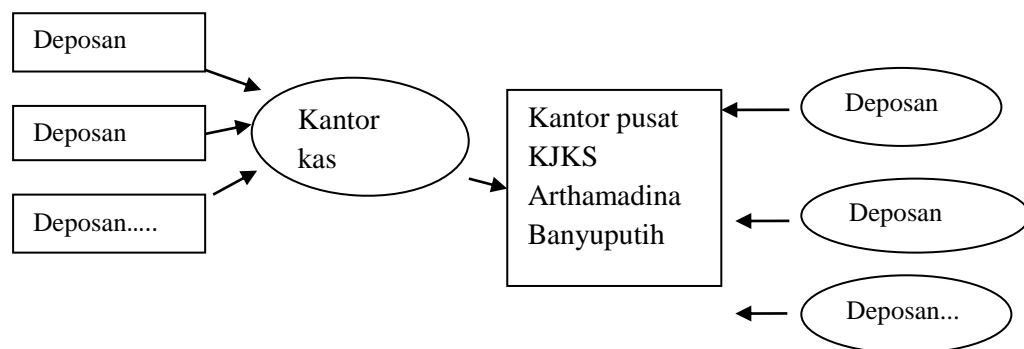 Deposan
Deposan
Deposan.....
Kantor
kas
Kantor pusat
KJKS
Arthamadina
Banyuputih
Deposan
Deposan
Deposan...